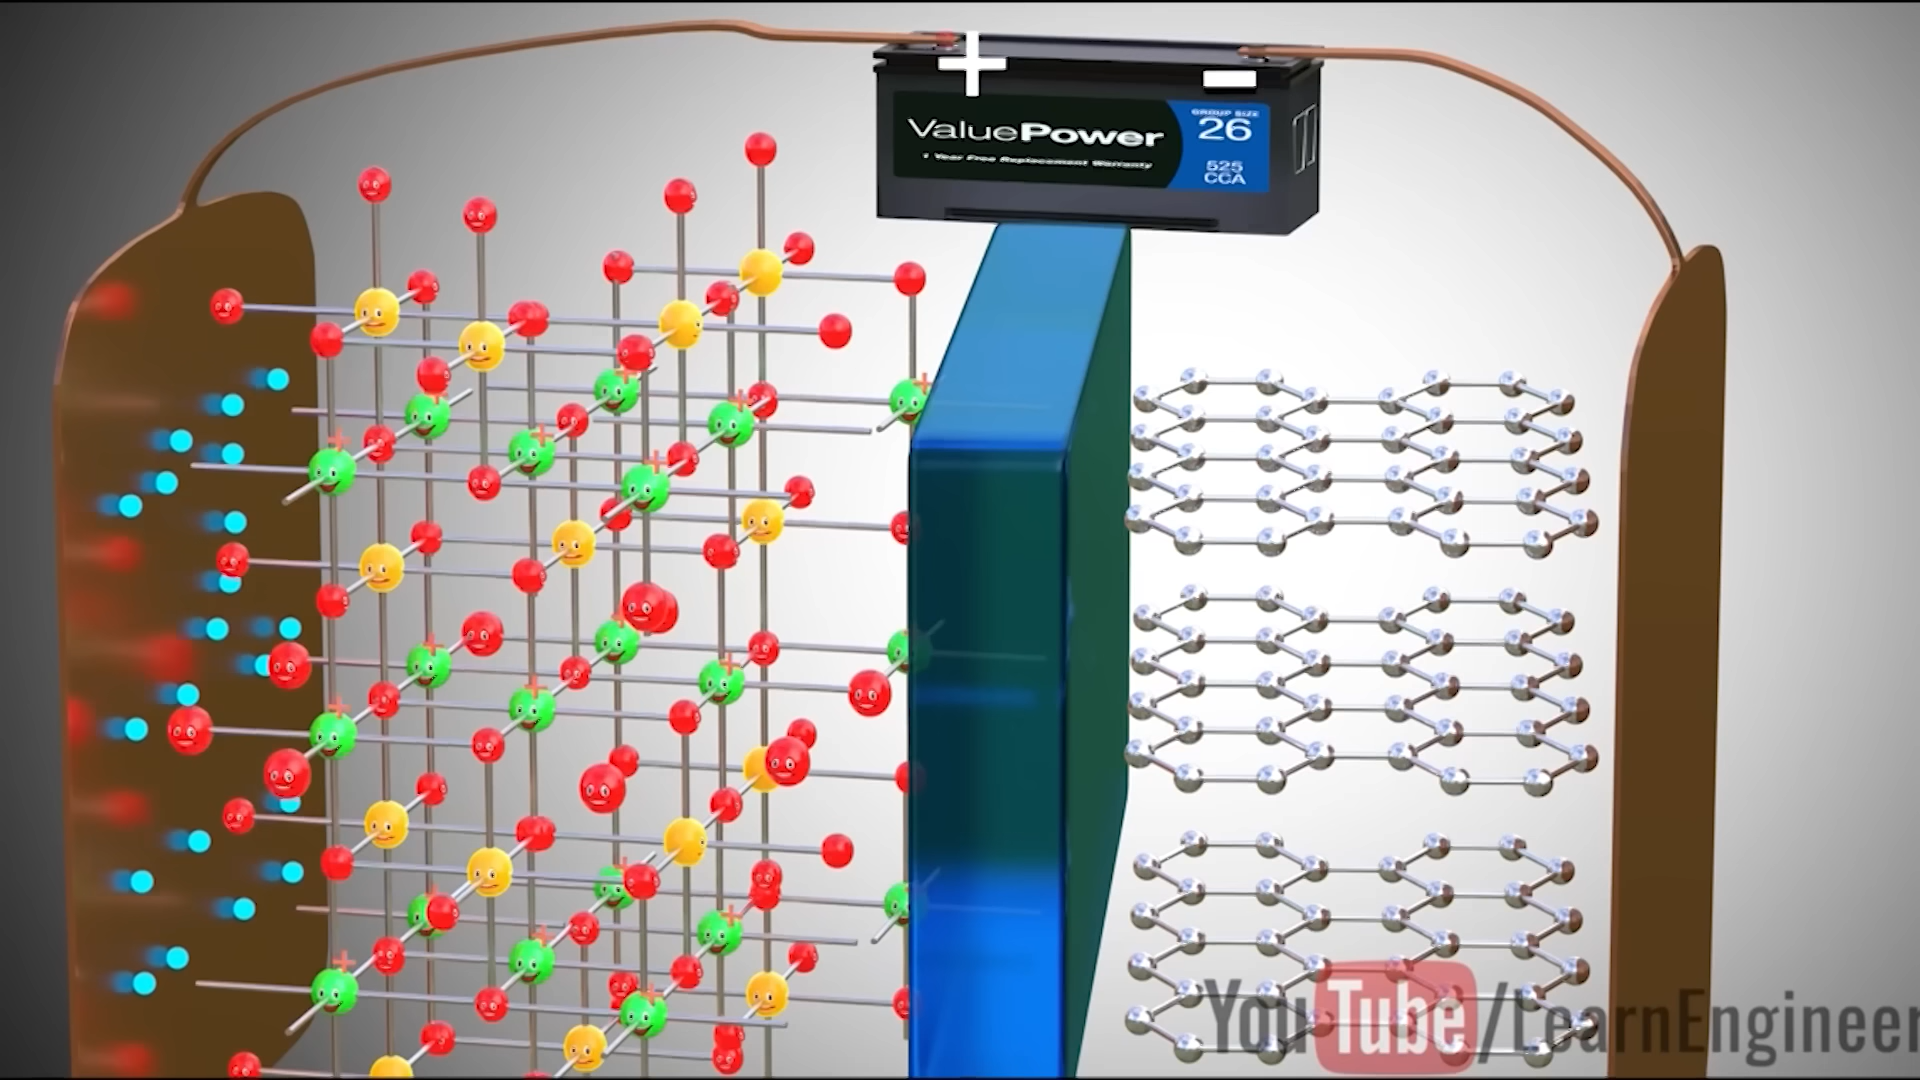 +
-
ValuePower
1 Year Free Replacement Warranty
GROUP SIZE
26
525
CCA
YouTube/LearnEngineer